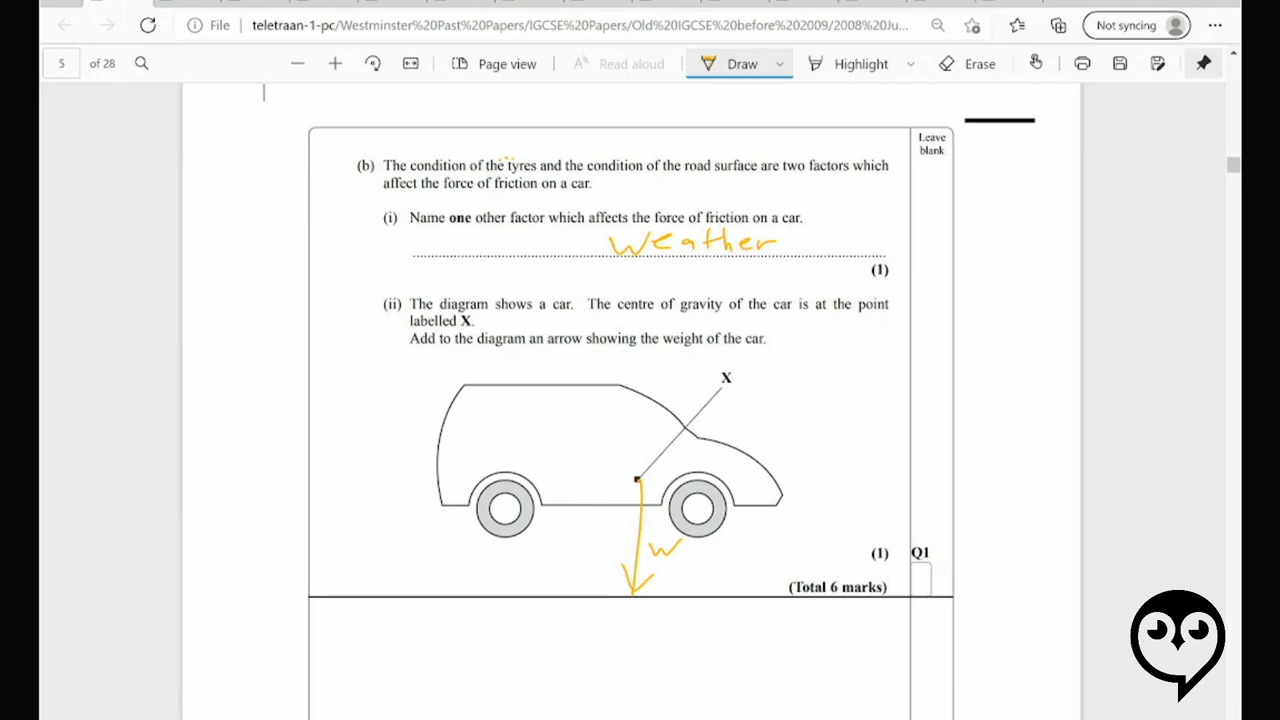 File
teletraan-1-pc/Westminster%20Past%20Papers/IGCSE%20Papers/Old%20IGCSE%20before%202009/2008%20Ju...
Not syncing
5 of 28
Page view
Read aloud
Draw
Highlight
Erase
Leave
blank
(b) The condition of the tyres and the condition of the road surface are two factors which
affect the force of friction on a car.
(i) Name one other factor which affects the force of friction on a car.
Weather
(1)
(ii) The diagram shows a car. The centre of gravity of the car is at the point
labelled X.
Add to the diagram an arrow showing the weight of the car.
X
W
(1)
Q1
(Total 6 marks)